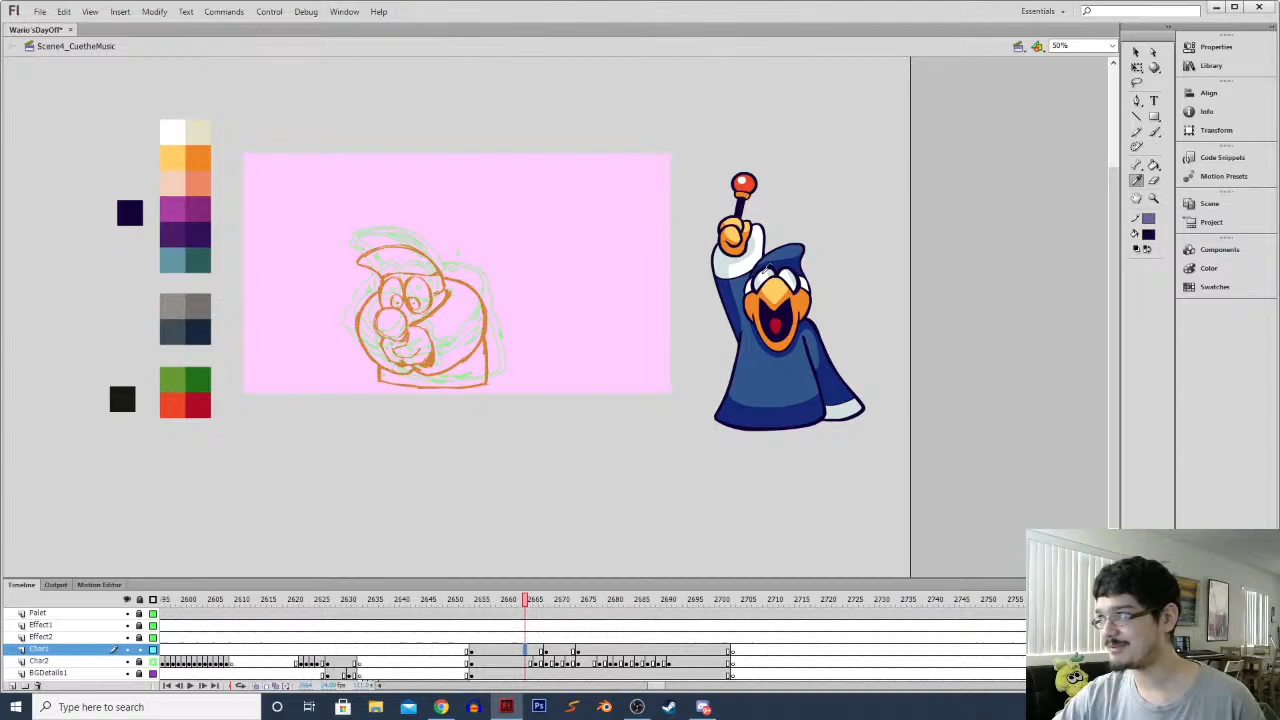 Fl File Edit View Insert Modify Text Commands Control Debug Window Help Essentials
Wario'sDayOff* ×
Scene4_CuetheMusic 50%
Properties
Library
Align
Info
Transform
Code Snippets
Motion Presets
Scene
Project
Components
Color
Swatches
Timeline Output Motion Editor
595 2600 2605 2610 2615 2620 2625 2630 2635 2640 2645 2650 2655 2660 2665 2670 2675 2680 2685 2690 2695 2700 2705 2710 2715 2720 2725 2730 2735 2740 2745 2750 2755
Palet
Effect1
Effect2
Char1
Char2
BGDetails1
24.00 fps
Type here to search